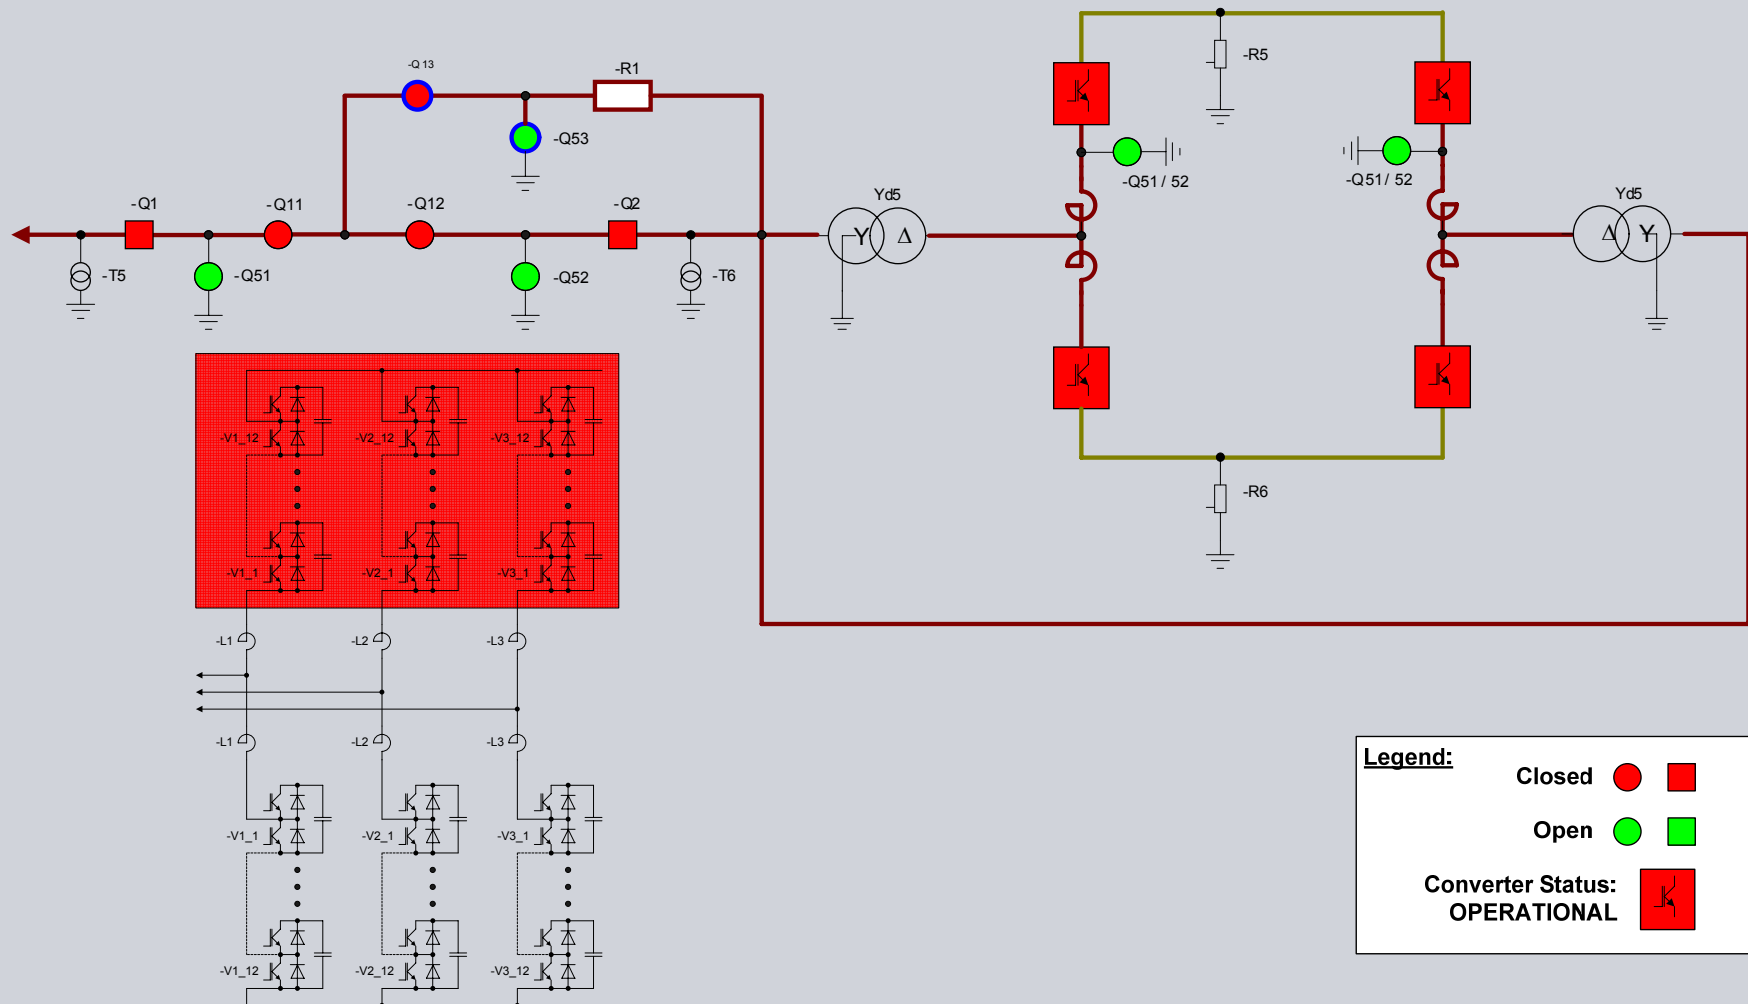 -R5
-Q 13
-R1
-Q53
-Q51 / 52
-Q51/ 52
-Q1
-Q11
-Q12
-Q2
Yd5
Yd5
Y Δ
Δ Y
-T5
-Q51
-Q52
-T6
-V1_12
-V2_12
-V3_12
-R6
-V1_1
-V2_1
-V3_1
-L1
-L2
-L3
-L1
-L2
-L3
Legend:
Closed
Open
Converter Status:
OPERATIONAL
-V1_1
-V2_1
-V3_1
-V1_12
-V2_12
-V3_12